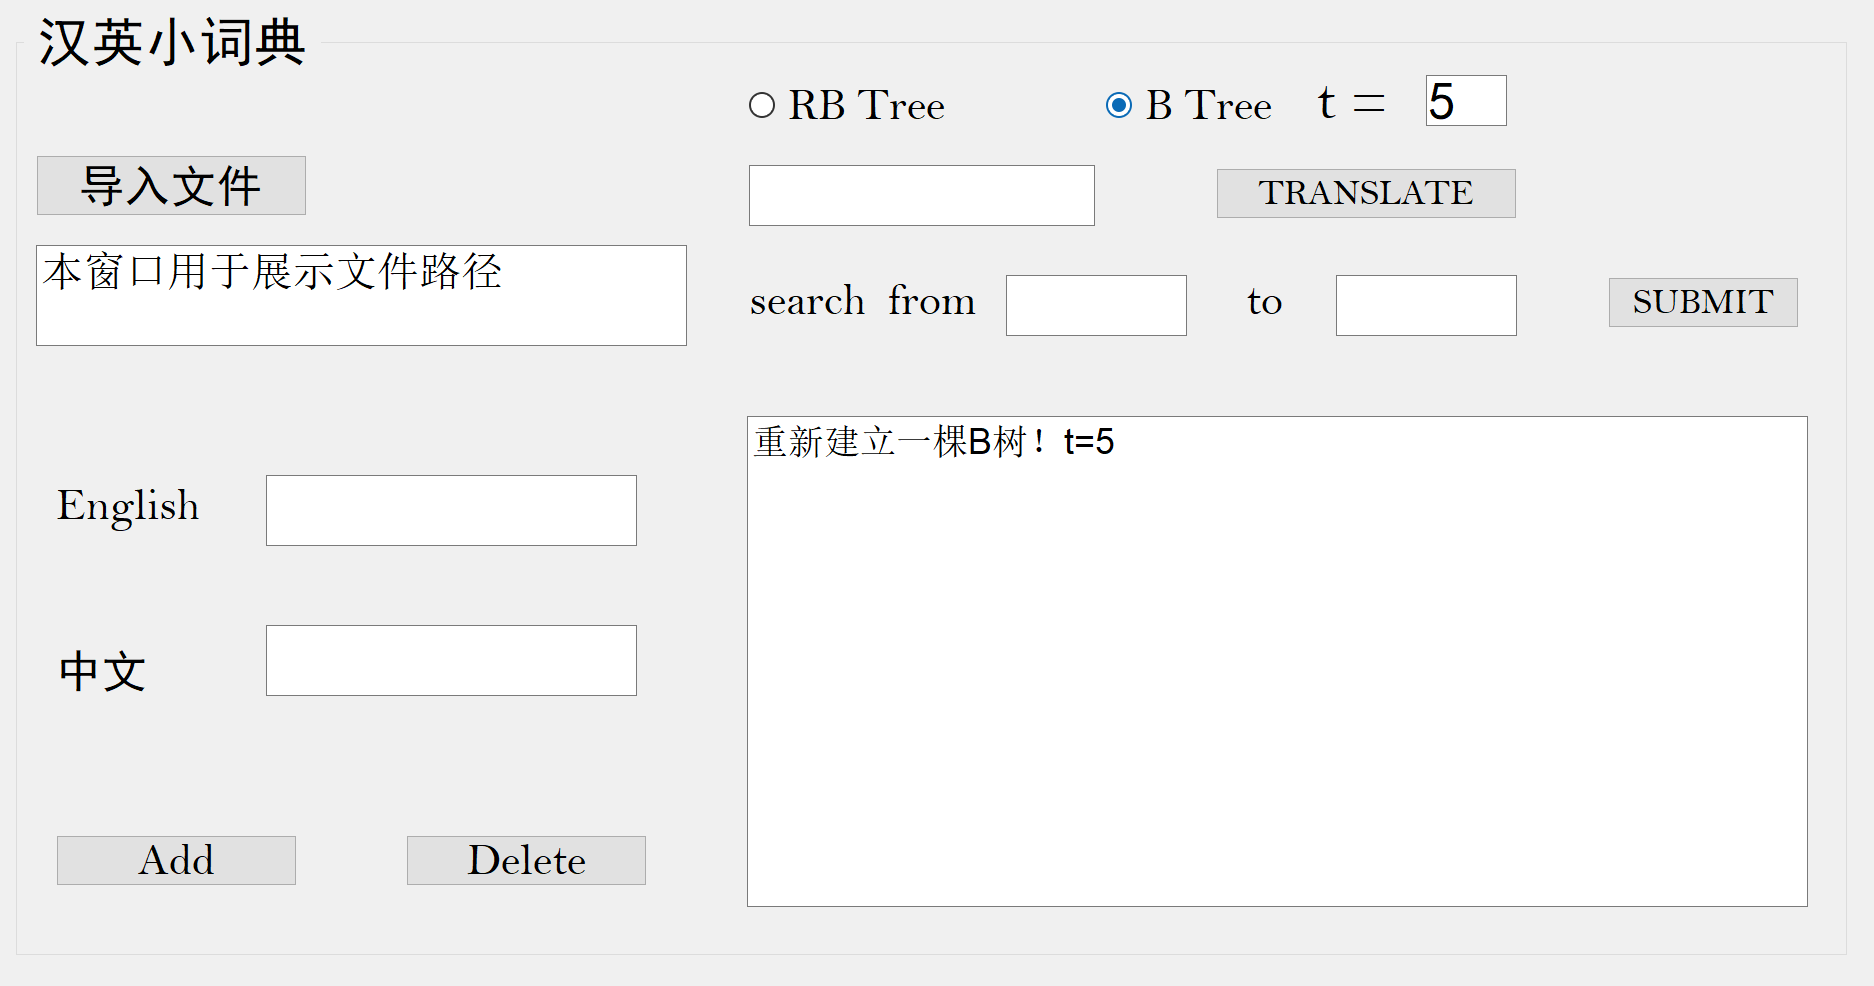 汉英小词典
RB Tree
B Tree
t =
5
导入文件
TRANSLATE
本窗口用于展示文件路径
search from
to
SUBMIT
重新建立一棵B树！t=5
English
中文
Add
Delete